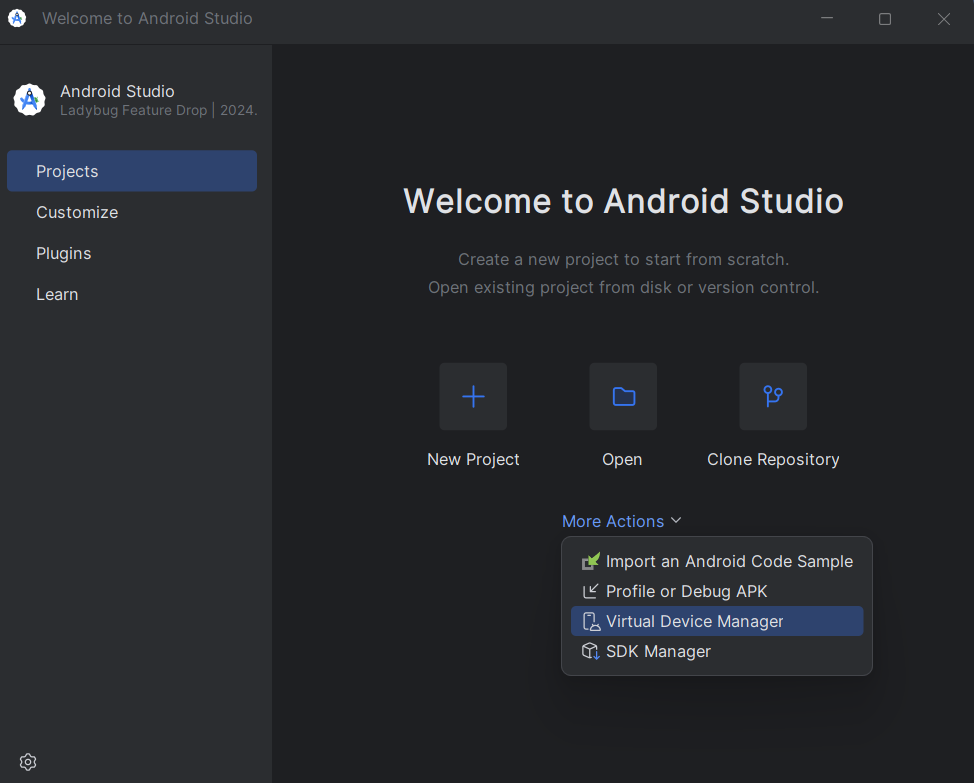 Welcome to Android Studio
Android Studio
Ladybug Feature Drop | 2024.
Projects
Customize
Plugins
Learn
Welcome to Android Studio
Create a new project to start from scratch.
Open existing project from disk or version control.
New Project
Open
Clone Repository
More Actions
Import an Android Code Sample
Profile or Debug APK
Virtual Device Manager
SDK Manager